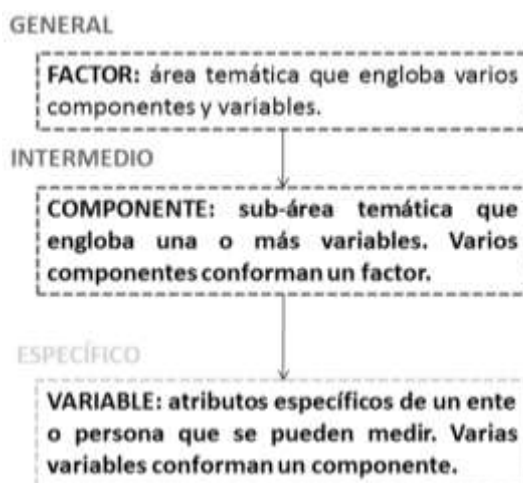 GENERAL
FACTOR: área temática que engloba varios
componentes y variables.
INTERMEDIO
COMPONENTE: sub-área temática que
engloba una o más variables. Varios
componentes conforman un factor.
ESPECÍFICO
VARIABLE: atributos específicos de un ente
o persona que se pueden medir. Varias
variables conforman un componente.